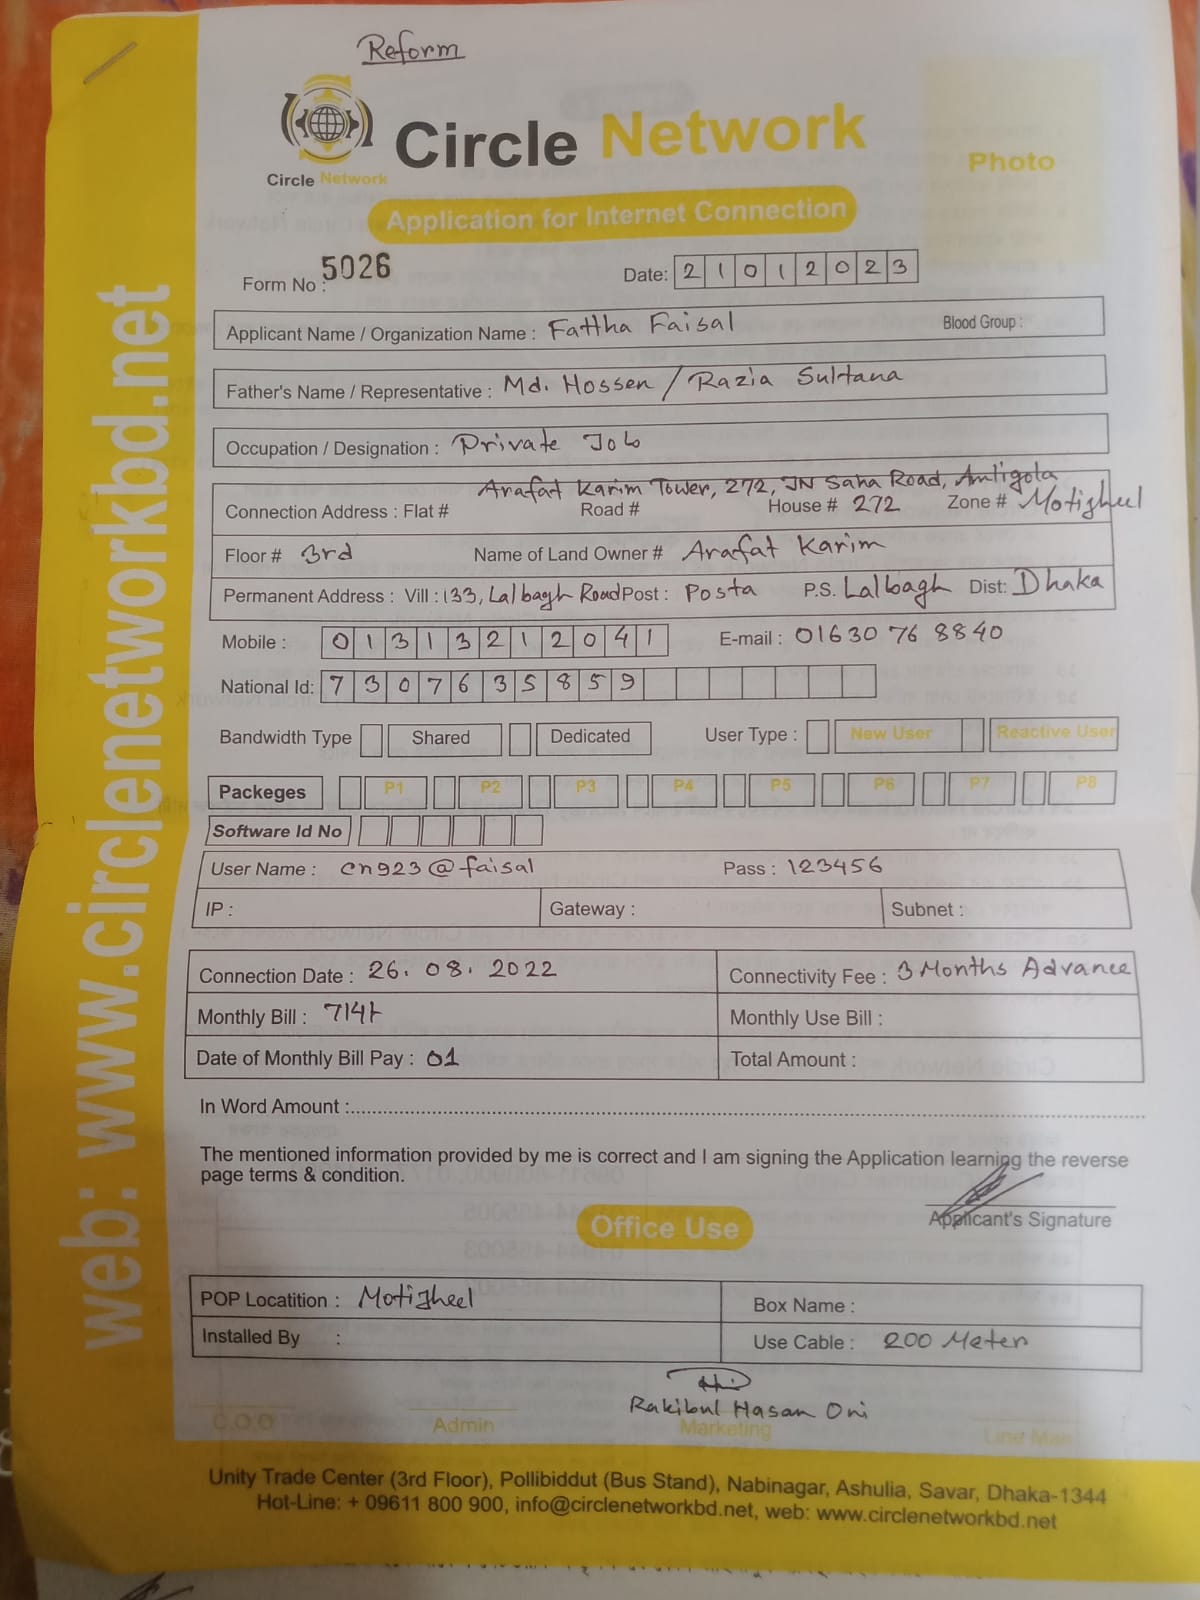 Reform
Circle Network
Circle Network
Photo
Application for Internet Connection
Form No : 5026
Date: 21012023
Applicant Name / Organization Name : Fattha Faisal Blood Group :
Father's Name / Representative : Md. Hossen / Razia Sultana
Occupation / Designation : Private Job
Arafat Karim Tower, 272, JN Saha Road, Amligola
Connection Address : Flat # Road # House # 272 Zone # Motigheel
Floor # 3rd Name of Land Owner # Arafat Karim
Permanent Address : Vill : 133, Lalbagh Road Post : Posta P.S. Lalbagh Dist: Dhaka
Mobile : 01313212041 E-mail : 01630 76 8840
National Id: 7307635859
Bandwidth Type Shared Dedicated User Type : New User Reactive User
Packeges P1 P2 P3 P4 P5 P6 P7 P8
Software Id No
User Name : cn923@faisal Pass : 123456
IP : Gateway : Subnet :
Connection Date : 26. 08. 2022 Connectivity Fee : 3 Months Advance
Monthly Bill : 714 Monthly Use Bill :
Date of Monthly Bill Pay : 01 Total Amount :
In Word Amount :
The mentioned information provided by me is correct and I am signing the Application learning the reverse
page terms & condition.
Applicant's Signature
Office Use
POP Locatition : Motijheel Box Name :
Installed By : Use Cable : 200 Meter
Rakibul Hasan Oni
C.O.O Admin Marketing Line Man
Unity Trade Center (3rd Floor), Pollibiddut (Bus Stand), Nabinagar, Ashulia, Savar, Dhaka-1344
Hot-Line: + 09611 800 900, info@circlenetworkbd.net, web: www.circlenetworkbd.net
web: www.circlenetworkbd.net